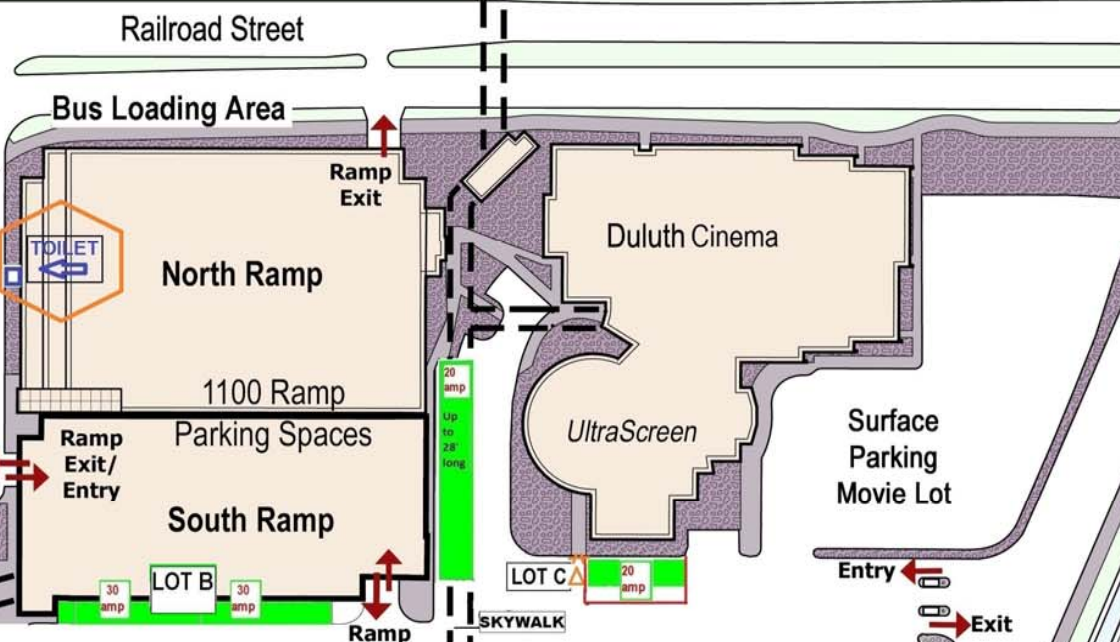 Railroad Street
Bus Loading Area
Ramp
Exit
TOILET
North Ramp
Duluth Cinema
1100 Ramp
Parking Spaces
20
amp
Up
to
28'
long
Ramp
Exit/
Entry
South Ramp
UltraScreen
Surface
Parking
Movie Lot
LOT B
30
amp
30
amp
LOT C
20
amp
Entry
Exit
SKYWALK
Ramp